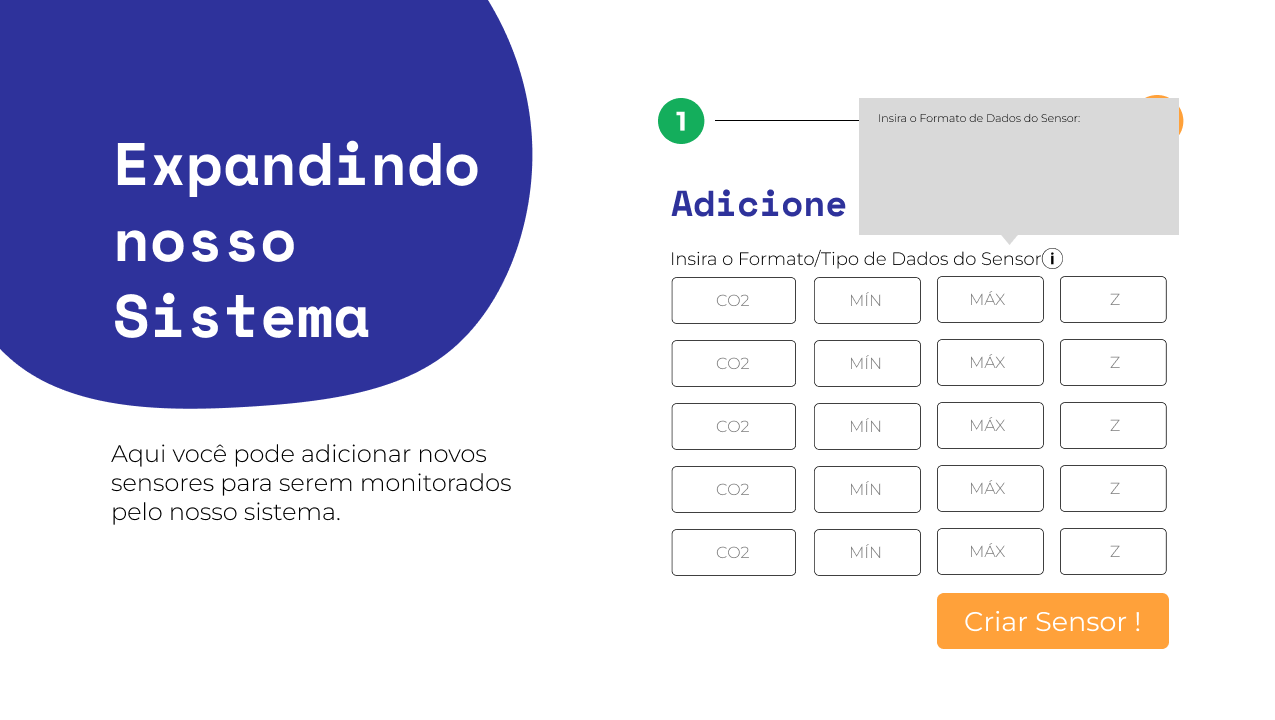 Expandindo
nosso
Sistema
Aqui você pode adicionar novos
sensores para serem monitorados
pelo nosso sistema.
1
Insira o Formato de Dados do Sensor:
Adicione
Insira o Formato/Tipo de Dados do Sensor i
CO2 MÍN MÁX Z
CO2 MÍN MÁX Z
CO2 MÍN MÁX Z
CO2 MÍN MÁX Z
CO2 MÍN MÁX Z
Criar Sensor !